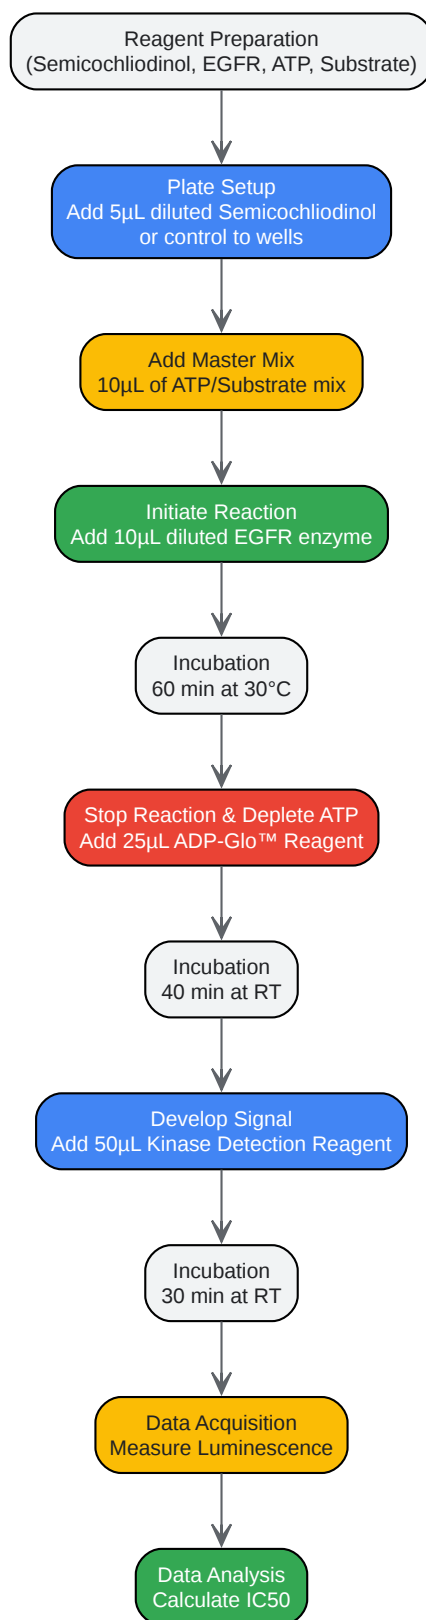 Reagent Preparation
(Semicochliodinol, EGFR, ATP, Substrate)
Plate Setup
Add 5µL diluted Semicochliodinol
or control to wells
Add Master Mix
10µL of ATP/Substrate mix
Initiate Reaction
Add 10µL diluted EGFR enzyme
Incubation
60 min at 30°C
Stop Reaction & Deplete ATP
Add 25µL ADP-Glo™ Reagent
Incubation
40 min at RT
Develop Signal
Add 50µL Kinase Detection Reagent
Incubation
30 min at RT
Data Acquisition
Measure Luminescence
Data Analysis
Calculate IC50